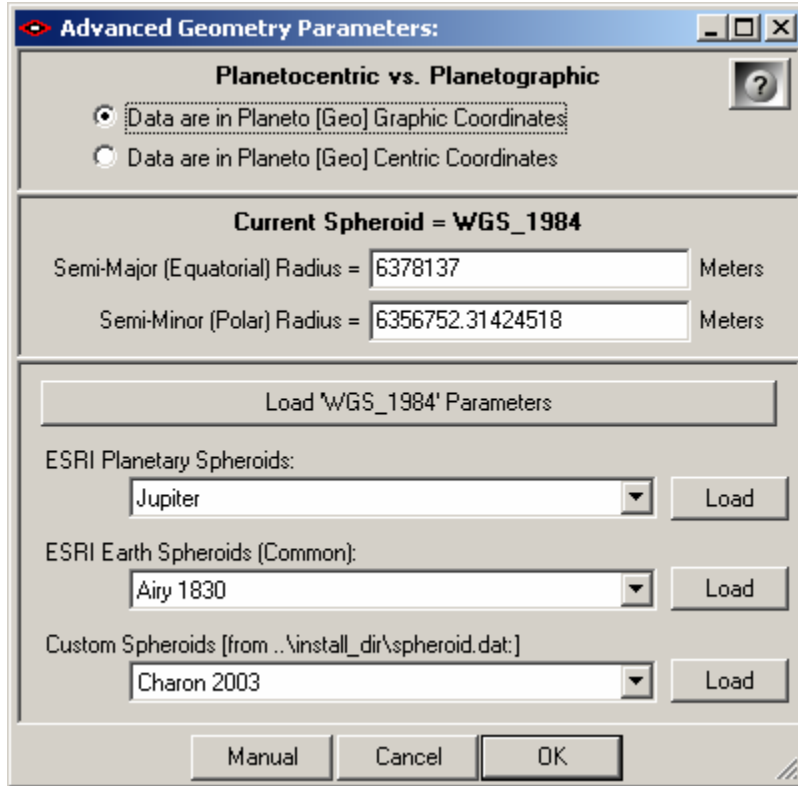 Advanced Geometry Parameters:
Planetocentric vs. Planetographic
?
Data are in Planeto [Geo] Graphic Coordinates
Data are in Planeto [Geo] Centric Coordinates
Current Spheroid = WGS_1984
Semi-Major (Equatorial) Radius = 6378137 Meters
Semi-Minor (Polar) Radius = 6356752.31424518 Meters
Load 'WGS_1984' Parameters
ESRI Planetary Spheroids:
Jupiter Load
ESRI Earth Spheroids (Common):
Airy 1830 Load
Custom Spheroids [from ..\install_dir\spheroid.dat:]
Charon 2003 Load
Manual Cancel OK